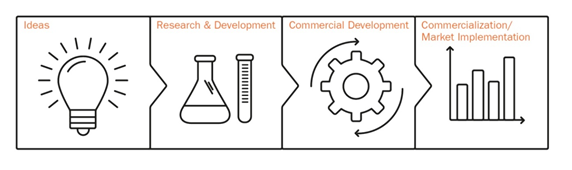 Ideas
Research & Development
Commercial Development
Commercialization/
Market Implementation